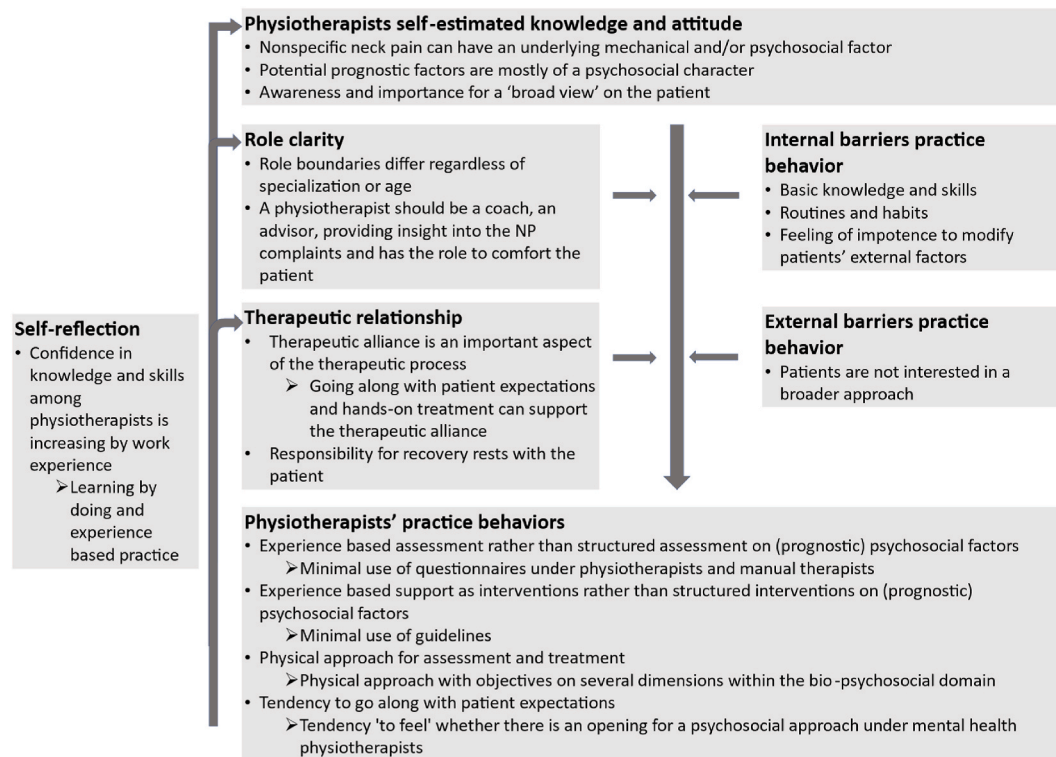 Physiotherapists self-estimated knowledge and attitude
• Nonspecific neck pain can have an underlying mechanical and/or psychosocial factor
• Potential prognostic factors are mostly of a psychosocial character
• Awareness and importance for a 'broad view' on the patient
Role clarity
• Role boundaries differ regardless of
specialization or age
• A physiotherapist should be a coach, an
advisor, providing insight into the NP
complaints and has the role to comfort the
patient
Internal barriers practice
behavior
• Basic knowledge and skills
• Routines and habits
• Feeling of impotence to modify
patients' external factors
Self-reflection
• Confidence in
knowledge and skills
among
physiotherapists is
increasing by work
experience
➢Learning by
doing and
experience
based practice
Therapeutic relationship
• Therapeutic alliance is an important aspect
of the therapeutic process
➢ Going along with patient expectations
and hands-on treatment can support
the therapeutic alliance
• Responsibility for recovery rests with the
patient
External barriers practice
behavior
• Patients are not interested in a
broader approach
Physiotherapists' practice behaviors
• Experience based assessment rather than structured assessment on (prognostic) psychosocial factors
➢Minimal use of questionnaires under physiotherapists and manual therapists
• Experience based support as interventions rather than structured interventions on (prognostic)
psychosocial factors
➢Minimal use of guidelines
• Physical approach for assessment and treatment
➢Physical approach with objectives on several dimensions within the bio-psychosocial domain
• Tendency to go along with patient expectations
➢Tendency 'to feel' whether there is an opening for a psychosocial approach under mental health
physiotherapists